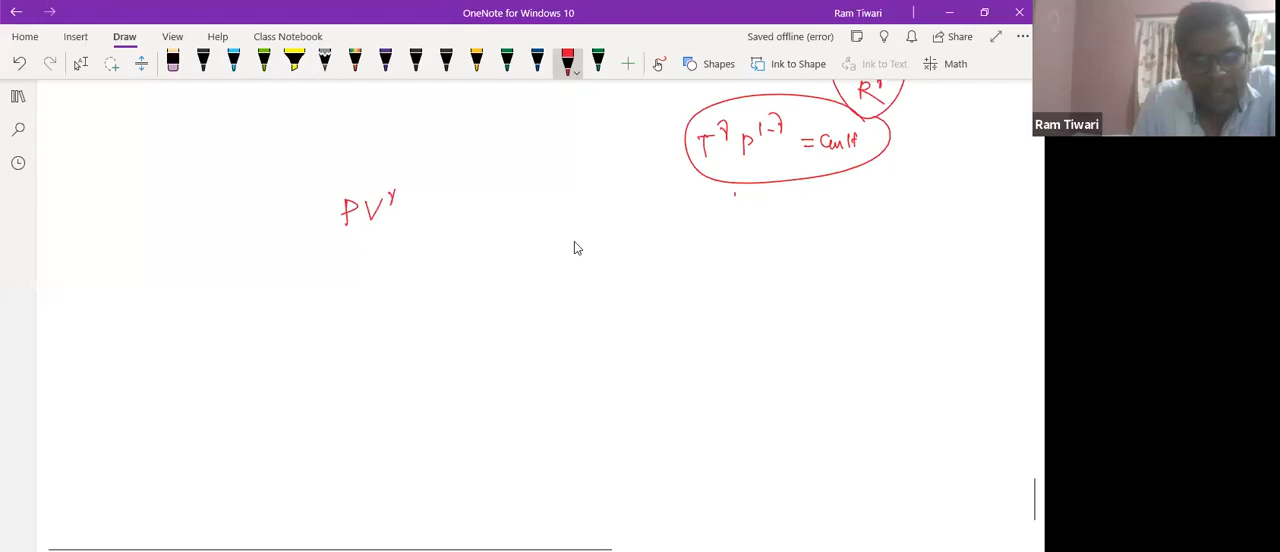 OneNote for Windows 10
Ram Tiwari
Home Insert Draw View Help Class Notebook
Saved offline (error)
Share
Shapes
Ink to Shape
Ink to Text
Math
R^γ
T^γ P^{1-γ} = Const
PV^γ
Ram Tiwari